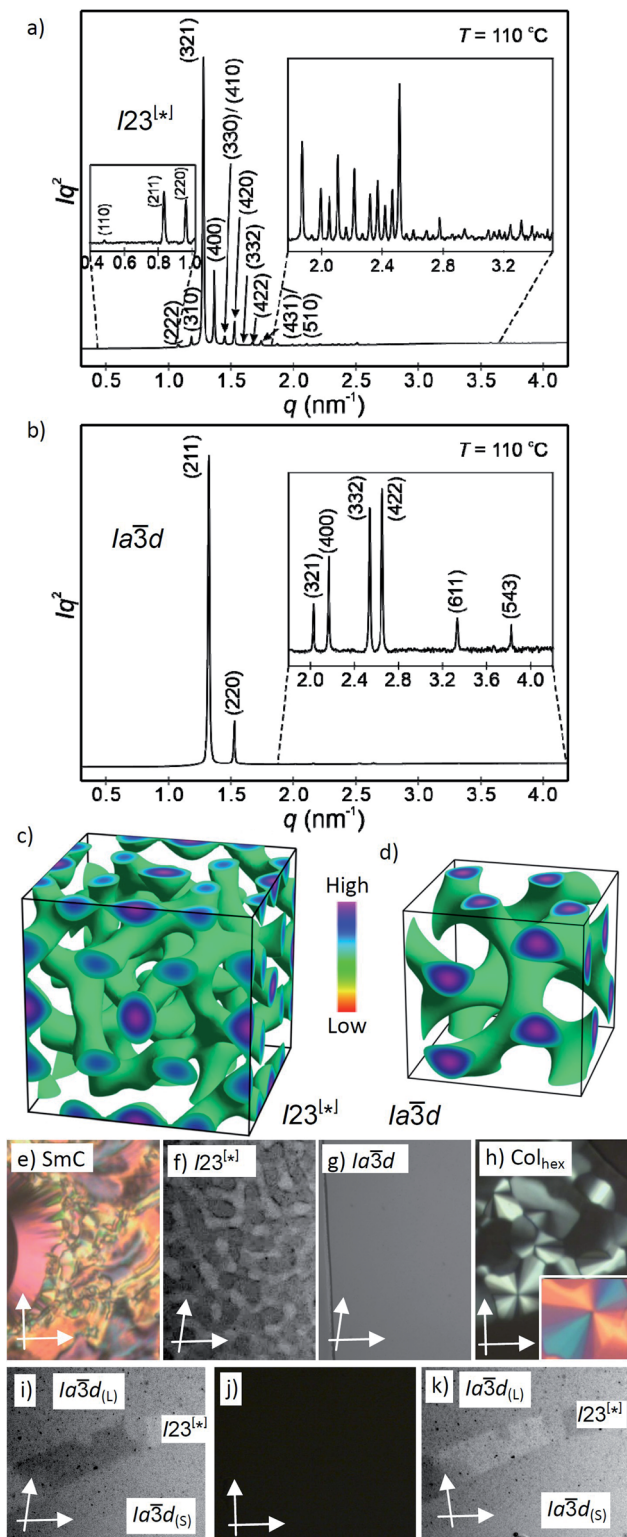 a)
T = 110 °C
I23[*]
(321)
(330)/ (410)
(420)
(332)
(400)
(422)
(431)
(510)
(222)
(310)
(110)
(211)
(220)
0.4 0.6 0.8 1.0
2.0 2.4 2.8 3.2
Iq²
0.5 1.0 1.5 2.0 2.5 3.0 3.5 4.0
q (nm⁻¹)
b)
T = 110 °C
Ia3̅d
(211)
(220)
(321)
(400)
(332)
(422)
(611)
(543)
2.0 2.4 2.8 3.2 3.6 4.0
Iq²
0.5 1.0 1.5 2.0 2.5 3.0 3.5 4.0
q (nm⁻¹)
c)
d)
High
Low
I23[*]
Ia3̅d
e) SmC
f) I23[*]
g) Ia3̅d
h) Colhex
i)
Ia3̅d(L)
I23[*]
Ia3̅d(S)
j)
k)
Ia3̅d(L)
I23[*]
Ia3̅d(S)